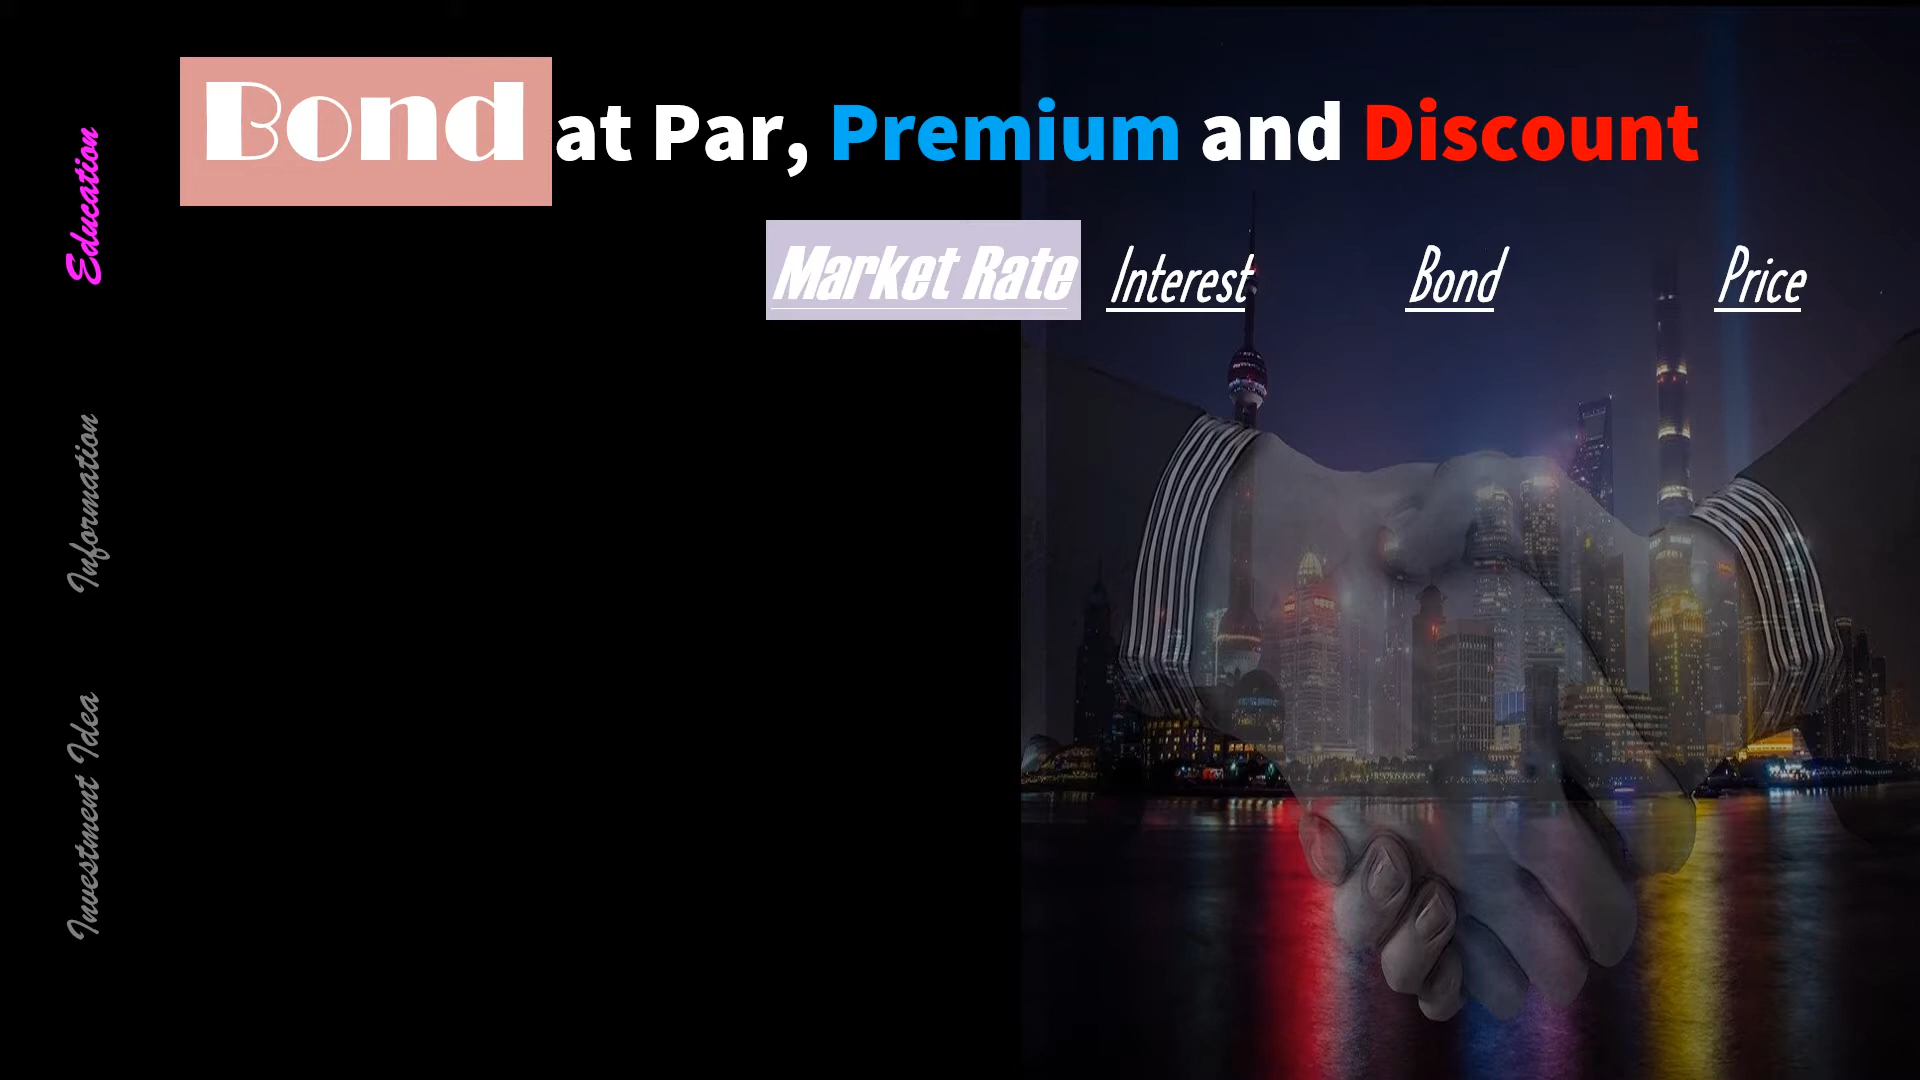 Bond at Par, Premium and Discount
Market Rate Interest Bond Price
Education
Information
Investment Idea